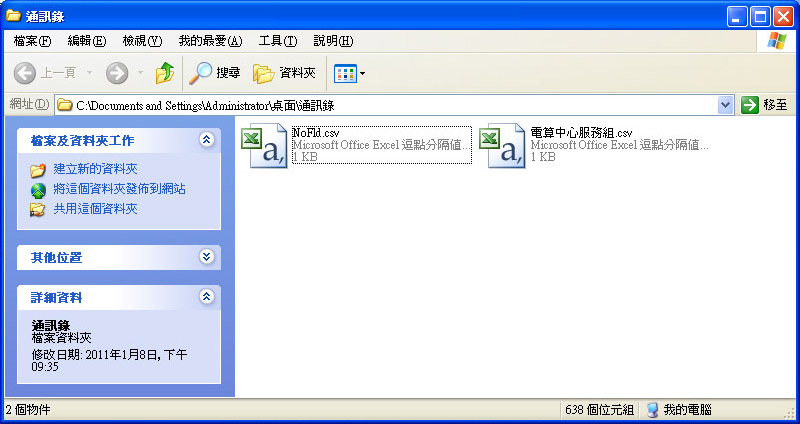 通訊錄
檔案(F) 編輯(E) 檢視(V) 我的最愛(A) 工具(T) 說明(H)
上一頁 搜尋 資料夾
網址(D) C:\Documents and Settings\Administrator\桌面\通訊錄 移至
檔案及資料夾工作
建立新的資料夾
將這個資料夾發佈到網站
共用這個資料夾
其他位置
詳細資料
通訊錄
檔案資料夾
修改日期: 2011年1月8日, 下午
09:35
NoFld.csv
Microsoft Office Excel 逗點分隔值...
1 KB
電算中心服務組.csv
Microsoft Office Excel 逗點分隔值...
1 KB
2 個物件 638 個位元組 我的電腦